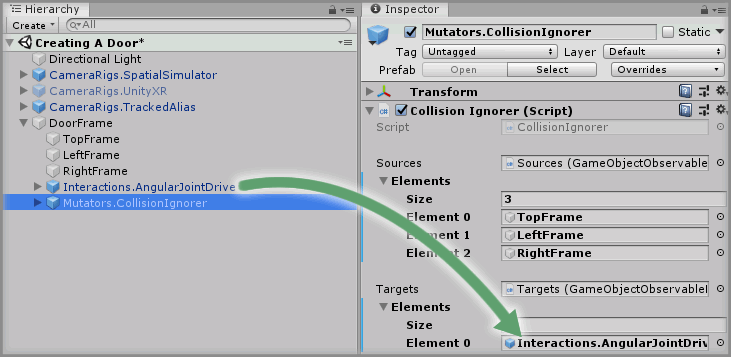 Hierarchy
Create
All
Creating A Door*
Directional Light
CameraRigs.SpatialSimulator
CameraRigs.UnityXR
CameraRigs.TrackedAlias
DoorFrame
TopFrame
LeftFrame
RightFrame
Interactions.AngularJointDrive
Mutators.CollisionIgnorer
Inspector
Mutators.CollisionIgnorer
Static
Tag Untagged Layer Default
Prefab Open Select Overrides
Transform
Collision Ignorer (Script)
Script CollisionIgnorer
Sources Sources (GameObjectObservable
Elements
Size 3
Element 0 TopFrame
Element 1 LeftFrame
Element 2 RightFrame
Targets Targets (GameObjectObservable
Elements
Size
Element 0 Interactions.AngularJointDriv